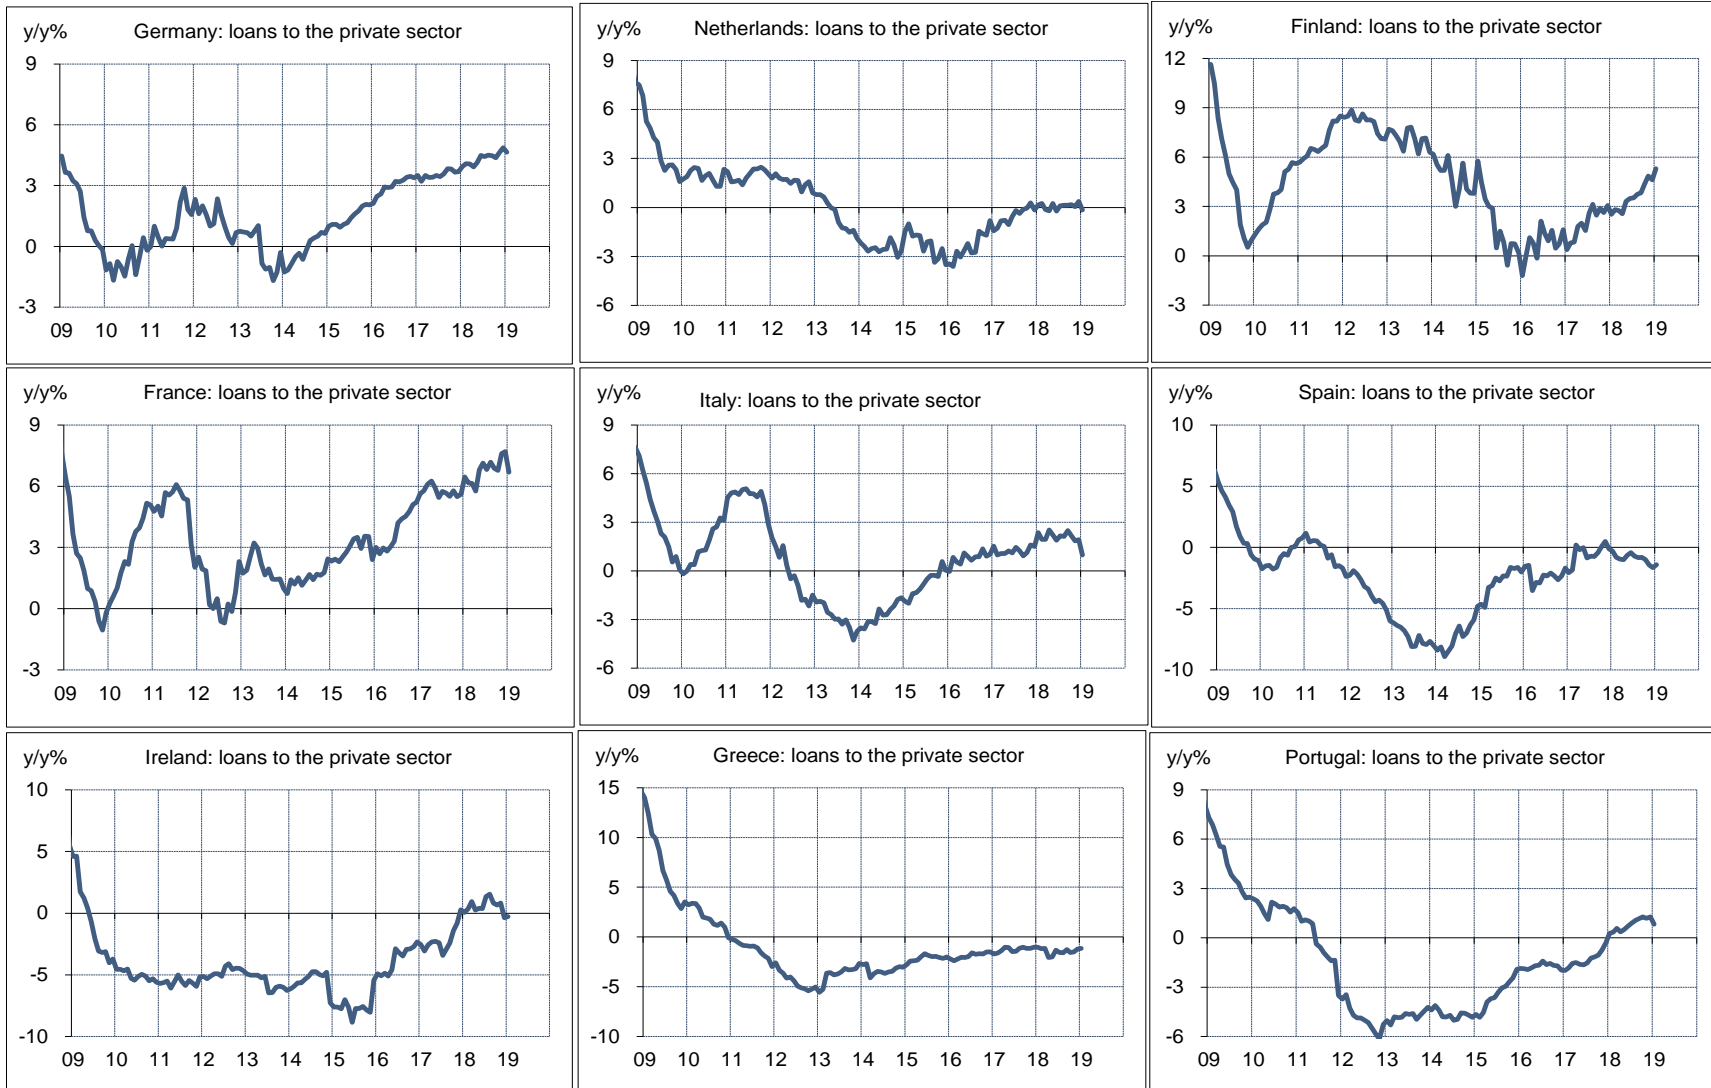 y/y% Germany: loans to the private sector
9
6
3
0
-3
09 10 11 12 13 14 15 16 17 18 19
y/y% Netherlands: loans to the private sector
9
6
3
0
-3
-6
09 10 11 12 13 14 15 16 17 18 19
y/y% Finland: loans to the private sector
12
9
6
3
0
-3
09 10 11 12 13 14 15 16 17 18 19
y/y% France: loans to the private sector
9
6
3
0
-3
09 10 11 12 13 14 15 16 17 18 19
y/y% Italy: loans to the private sector
9
6
3
0
-3
-6
09 10 11 12 13 14 15 16 17 18 19
y/y% Spain: loans to the private sector
10
5
0
-5
-10
09 10 11 12 13 14 15 16 17 18 19
y/y% Ireland: loans to the private sector
10
5
0
-5
-10
09 10 11 12 13 14 15 16 17 18 19
y/y% Greece: loans to the private sector
15
10
5
0
-5
-10
09 10 11 12 13 14 15 16 17 18 19
y/y% Portugal: loans to the private sector
9
6
3
0
-3
-6
09 10 11 12 13 14 15 16 17 18 19